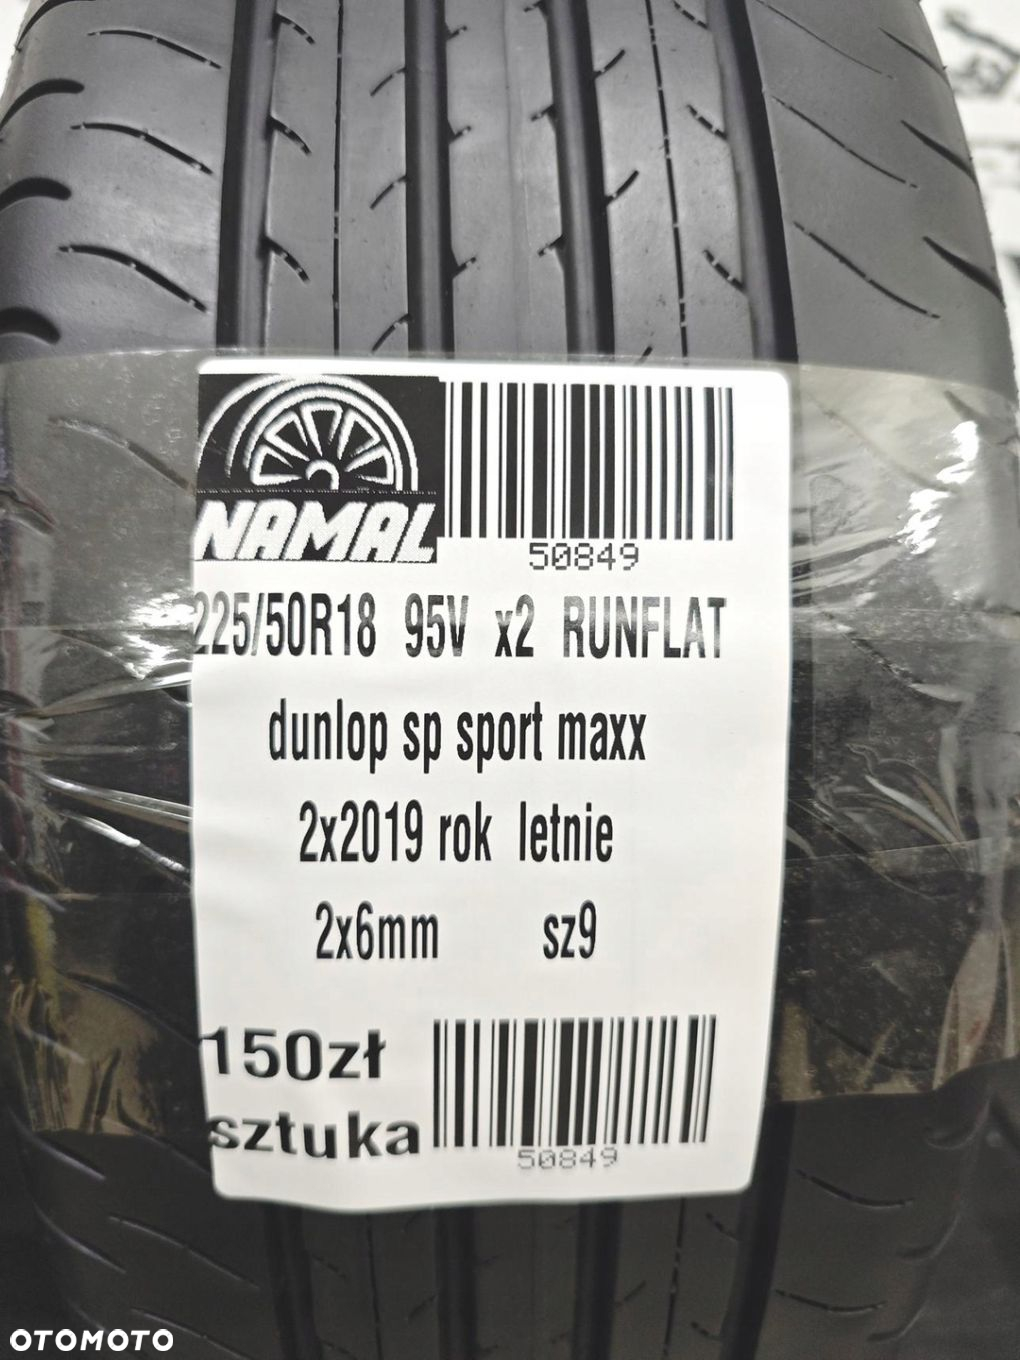 NAMAL
50849
225/50R18 95V x2 RUNFLAT
dunlop sp sport maxx
2x2019 rok letnie
2x6mm sz9
150zł
sztuka
50849
OTOMOTO